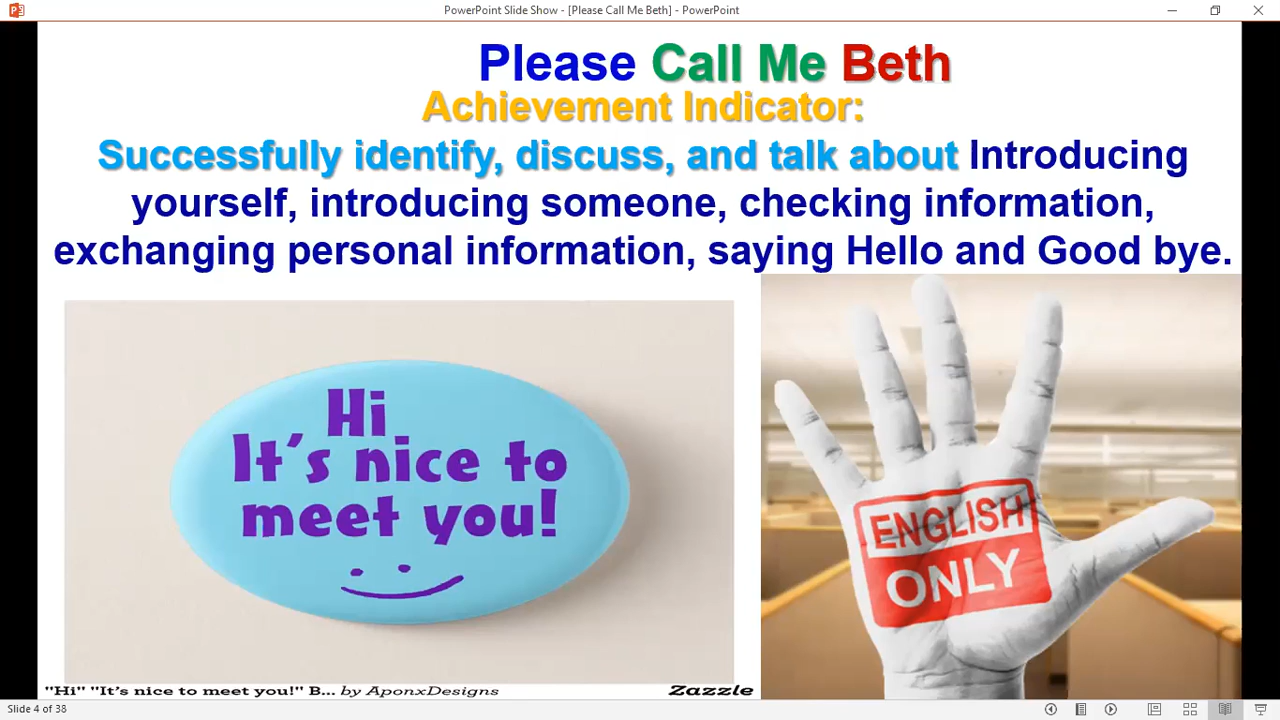 PowerPoint Slide Show - [Please Call Me Beth] - PowerPoint
Please Call Me Beth
Achievement Indicator:
Successfully identify, discuss, and talk about Introducing
yourself, introducing someone, checking information,
exchanging personal information, saying Hello and Good bye.
Hi
It's nice to
meet you!
ENGLISH
ONLY
"Hi" "It's nice to meet you!" B... by AponxDesigns
Zazzle
Slide 4 of 38